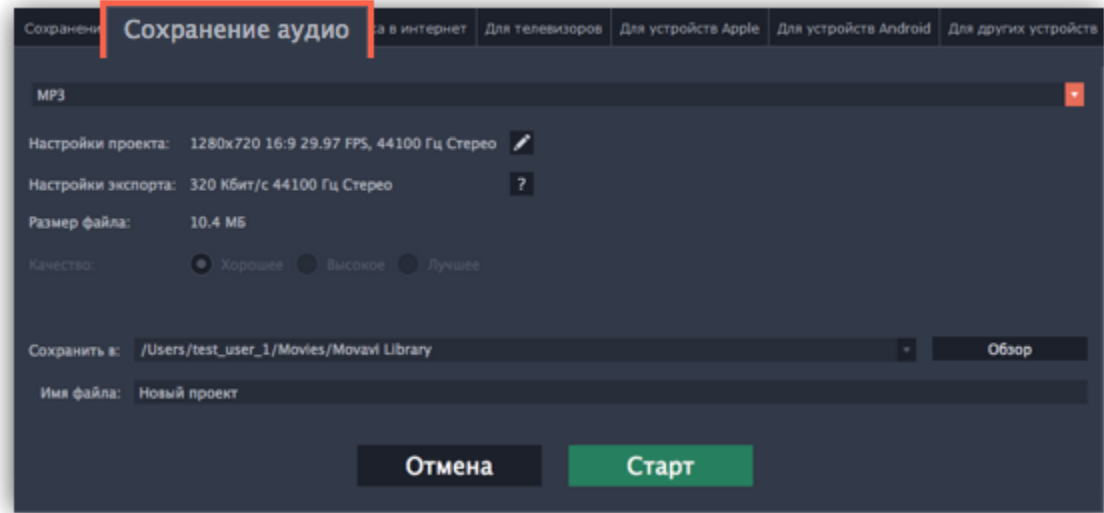 Сохранени Сохранение аудио ка в интернет Для телевизоров Для устройств Apple Для устройств Android Для других устройств
MP3
Настройки проекта: 1280x720 16:9 29.97 FPS, 44100 Гц Стерео
Настройки экспорта: 320 Кбит/с 44100 Гц Стерео ?
Размер файла: 10.4 МБ
Качество: Хорошее Высокое Лучшее
Сохранить в: /Users/test_user_1/Movies/Movavi Library Обзор
Имя файла: Новый проект
Отмена Старт